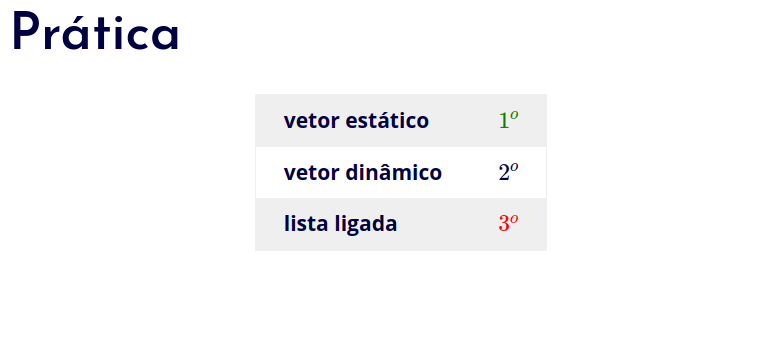 Prática
vetor estático 1º
vetor dinâmico 2º
lista ligada 3º